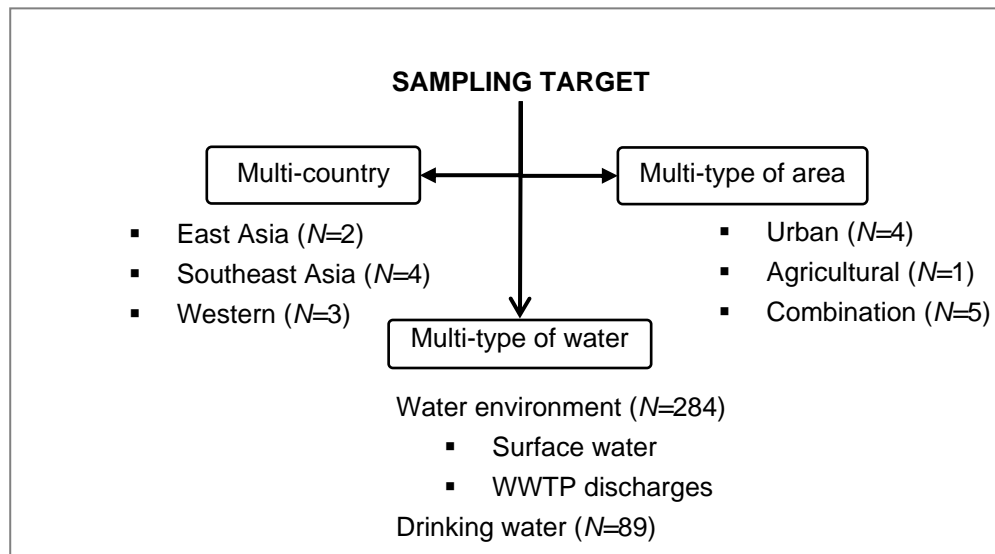 SAMPLING TARGET
Multi-country
▪ East Asia (N=2)
▪ Southeast Asia (N=4)
▪ Western (N=3)
Multi-type of area
▪ Urban (N=4)
▪ Agricultural (N=1)
▪ Combination (N=5)
Multi-type of water
Water environment (N=284)
▪ Surface water
▪ WWTP discharges
Drinking water (N=89)